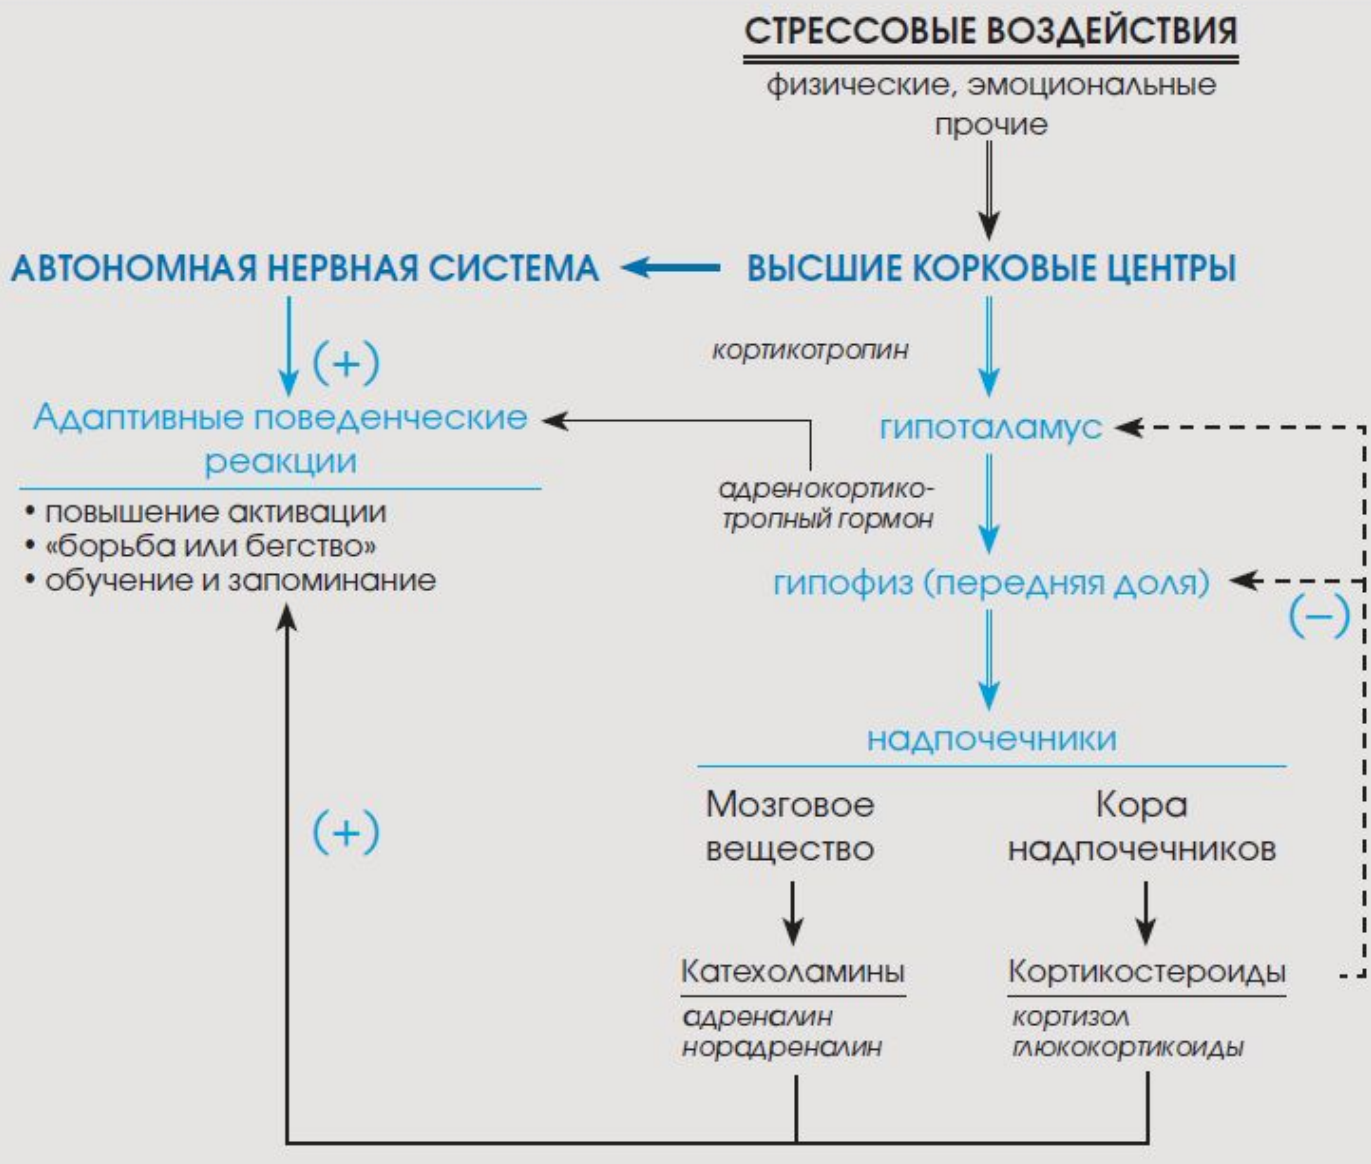 СТРЕССОВЫЕ ВОЗДЕЙСТВИЯ
физические, эмоциональные
прочие
АВТОНОМНАЯ НЕРВНАЯ СИСТЕМА
ВЫСШИЕ КОРКОВЫЕ ЦЕНТРЫ
(+)
кортикотропин
Адаптивные поведенческие
реакции
• повышение активации
• «борьба или бегство»
• обучение и запоминание
гипоталамус
адренокортико-
тропный гормон
гипофиз (передняя доля)
(–)
надпочечники
Мозговое
вещество
Кора
надпочечников
(+)
Катехоламины
адреналин
норадреналин
Кортикостероиды
кортизол
глюкокортикоиды